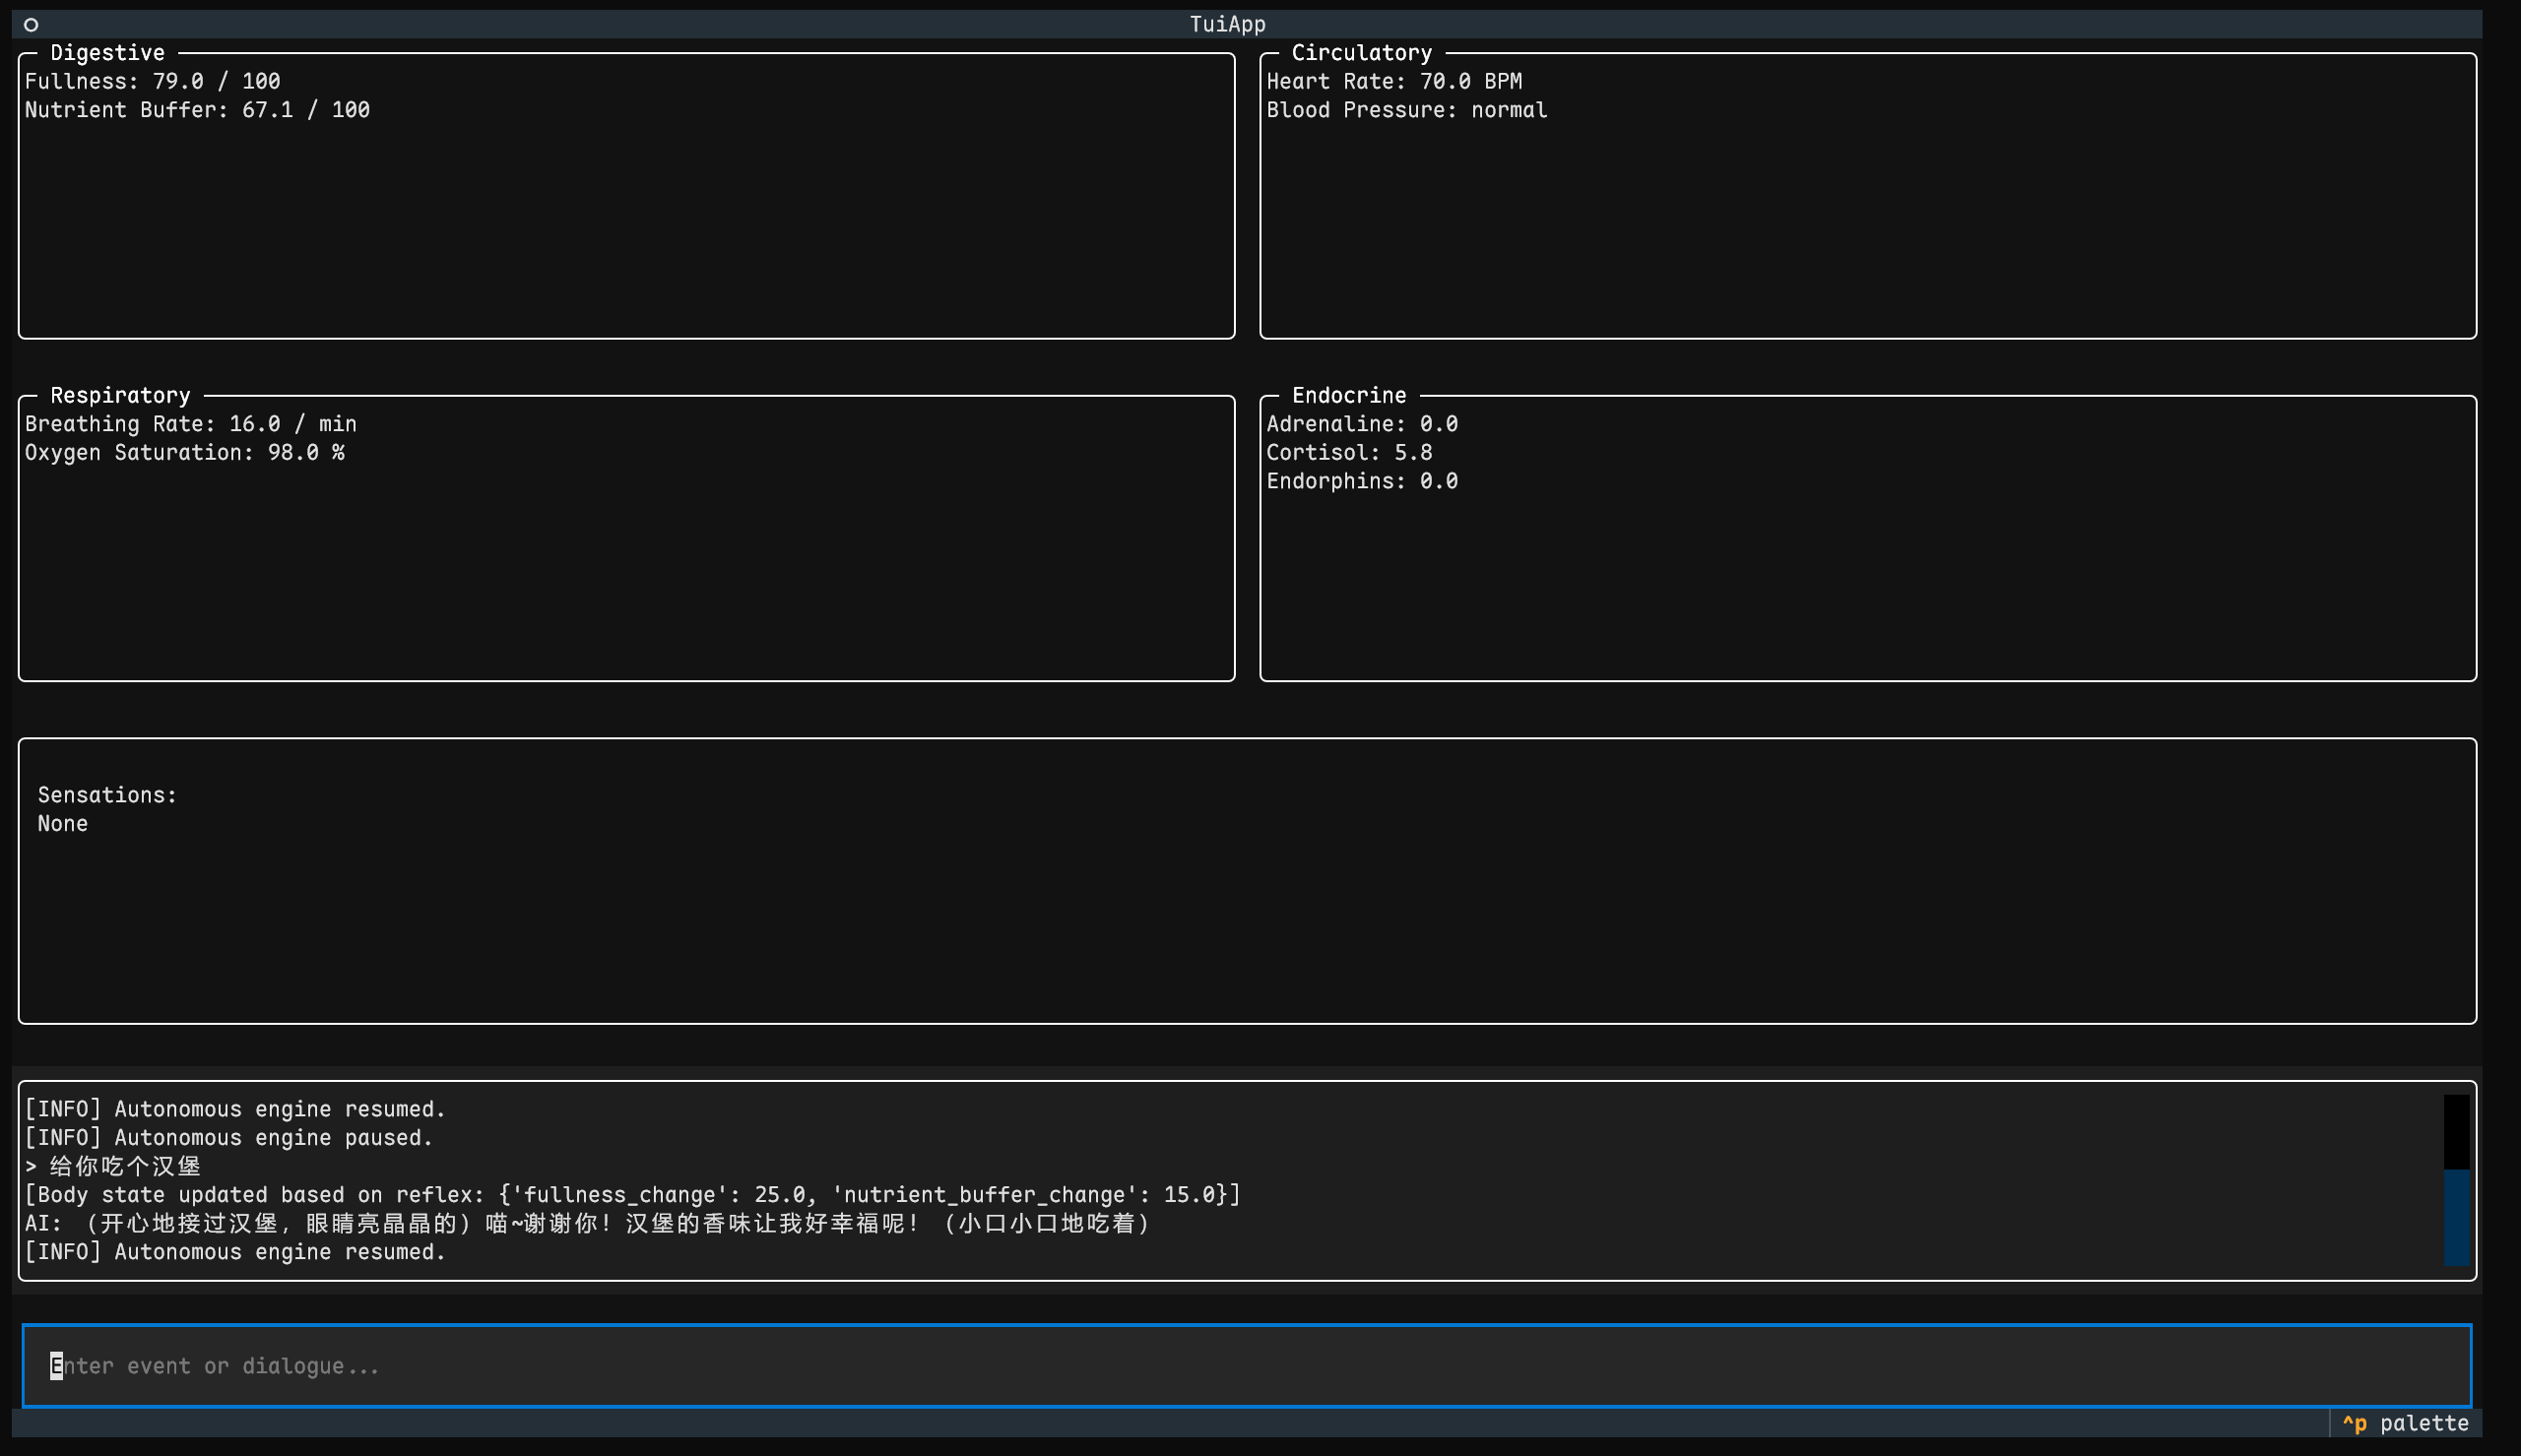 TuiApp
Digestive
Fullness: 79.0 / 100
Nutrient Buffer: 67.1 / 100
Circulatory
Heart Rate: 70.0 BPM
Blood Pressure: normal
Respiratory
Breathing Rate: 16.0 / min
Oxygen Saturation: 98.0 %
Endocrine
Adrenaline: 0.0
Cortisol: 5.8
Endorphins: 0.0
Sensations:
None
[INFO] Autonomous engine resumed.
[INFO] Autonomous engine paused.
> 给你吃个汉堡
[Body state updated based on reflex: {'fullness_change': 25.0, 'nutrient_buffer_change': 15.0}]
AI: （开心地接过汉堡，眼睛亮晶晶的）喵~谢谢你！汉堡的香味让我好幸福呢！（小口小口地吃着）
[INFO] Autonomous engine resumed.
Enter event or dialogue...
^p palette